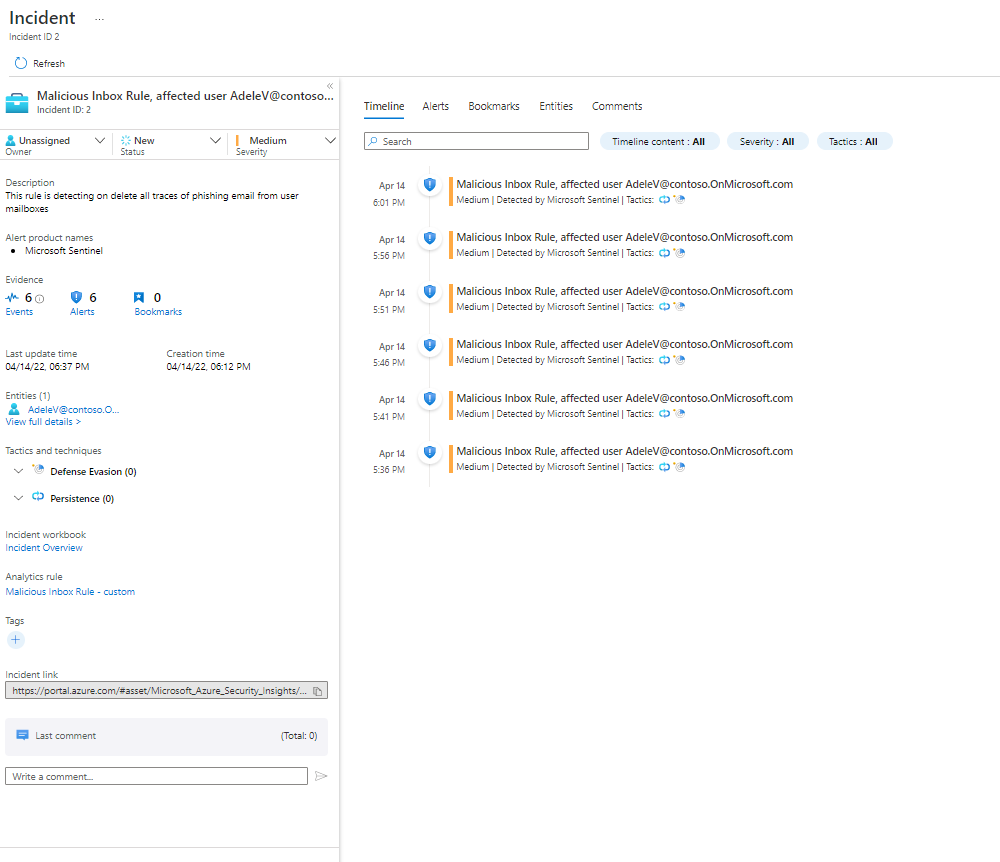 Incident
...
Incident ID 2
Refresh
«
Malicious Inbox Rule, affected user AdeleV@contoso...
Incident ID: 2
Unassigned
Owner
New
Status
Medium
Severity
Description
This rule is detecting on delete all traces of phishing email from user
mailboxes
Alert product names
• Microsoft Sentinel
Evidence
6
Events
6
Alerts
0
Bookmarks
Last update time
04/14/22, 06:37 PM
Creation time
04/14/22, 06:12 PM
Entities (1)
AdeleV@contoso.O...
View full details >
Tactics and techniques
Defense Evasion (0)
Persistence (0)
Incident workbook
Incident Overview
Analytics rule
Malicious Inbox Rule - custom
Tags
+
Incident link
https://portal.azure.com/#asset/Microsoft_Azure_Security_Insights/...
Last comment (Total: 0)
Write a comment...
Timeline Alerts Bookmarks Entities Comments
Search
Timeline content : All
Severity : All
Tactics : All
Apr 14
6:01 PM
Malicious Inbox Rule, affected user AdeleV@contoso.OnMicrosoft.com
Medium | Detected by Microsoft Sentinel | Tactics:
Apr 14
5:56 PM
Malicious Inbox Rule, affected user AdeleV@contoso.OnMicrosoft.com
Medium | Detected by Microsoft Sentinel | Tactics:
Apr 14
5:51 PM
Malicious Inbox Rule, affected user AdeleV@contoso.OnMicrosoft.com
Medium | Detected by Microsoft Sentinel | Tactics:
Apr 14
5:46 PM
Malicious Inbox Rule, affected user AdeleV@contoso.OnMicrosoft.com
Medium | Detected by Microsoft Sentinel | Tactics:
Apr 14
5:41 PM
Malicious Inbox Rule, affected user AdeleV@contoso.OnMicrosoft.com
Medium | Detected by Microsoft Sentinel | Tactics:
Apr 14
5:36 PM
Malicious Inbox Rule, affected user AdeleV@contoso.OnMicrosoft.com
Medium | Detected by Microsoft Sentinel | Tactics: